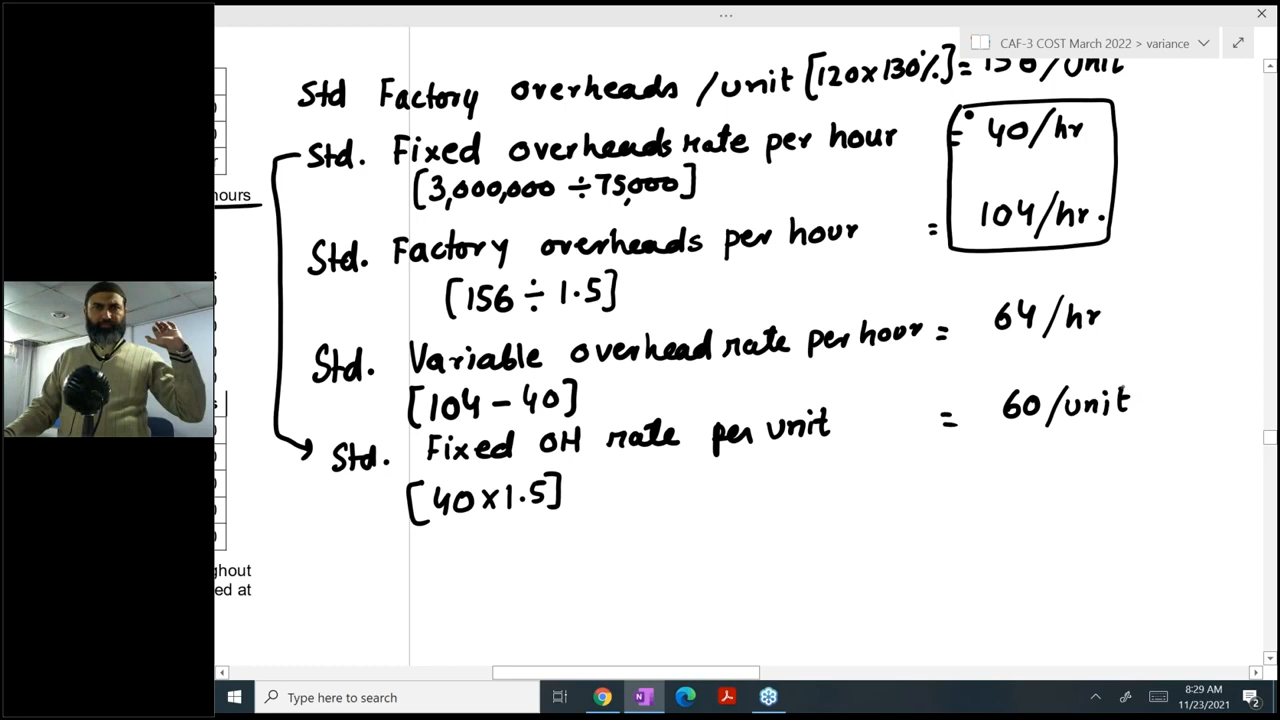 CAF-3 COST March 2022 > variance
Std Factory overheads /unit [120x130%.] = 156/unit
Std. Fixed overheads rate per hour = 40/hr
[3,000,000 ÷ 75,000]
hours
Std. Factory overheads per hour = 104/hr.
[156 ÷ 1.5]
Std. Variable overhead rate per hour = 64/hr
[104 - 40]
Std. Fixed OH rate per unit = 60/unit
[40 x 1.5]
ghout
ed at
Type here to search
8:29 AM
11/23/2021
2